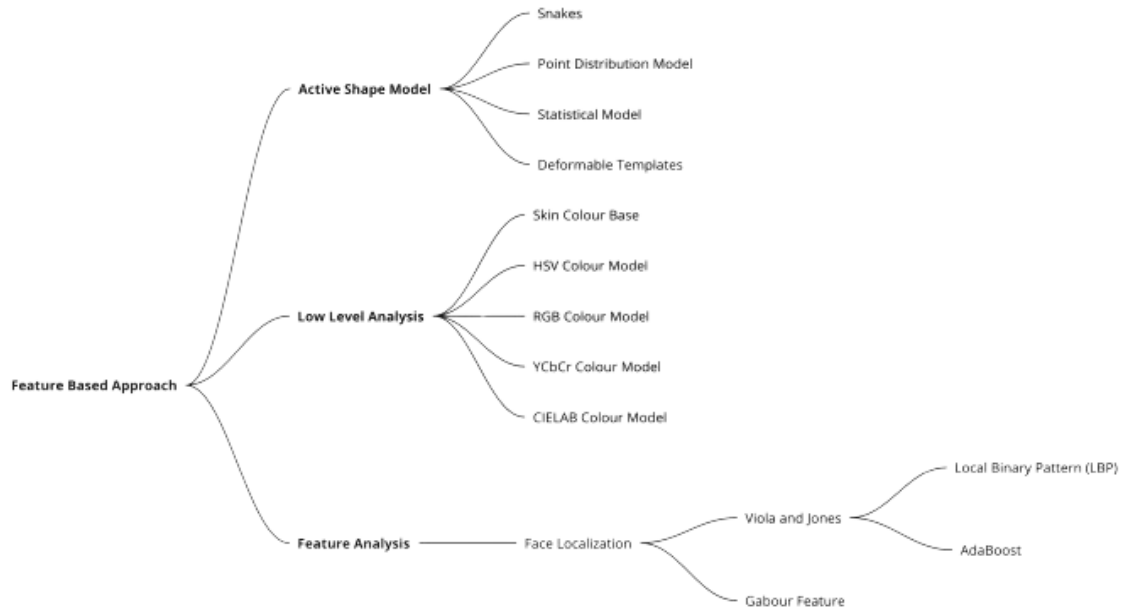 Snakes
Point Distribution Model
Active Shape Model
Statistical Model
Deformable Templates
Skin Colour Base
HSV Colour Model
Low Level Analysis
RGB Colour Model
YCbCr Colour Model
Feature Based Approach
CIELAB Colour Model
Local Binary Pattern (LBP)
Viola and Jones
Feature Analysis
Face Localization
AdaBoost
Gabour Feature